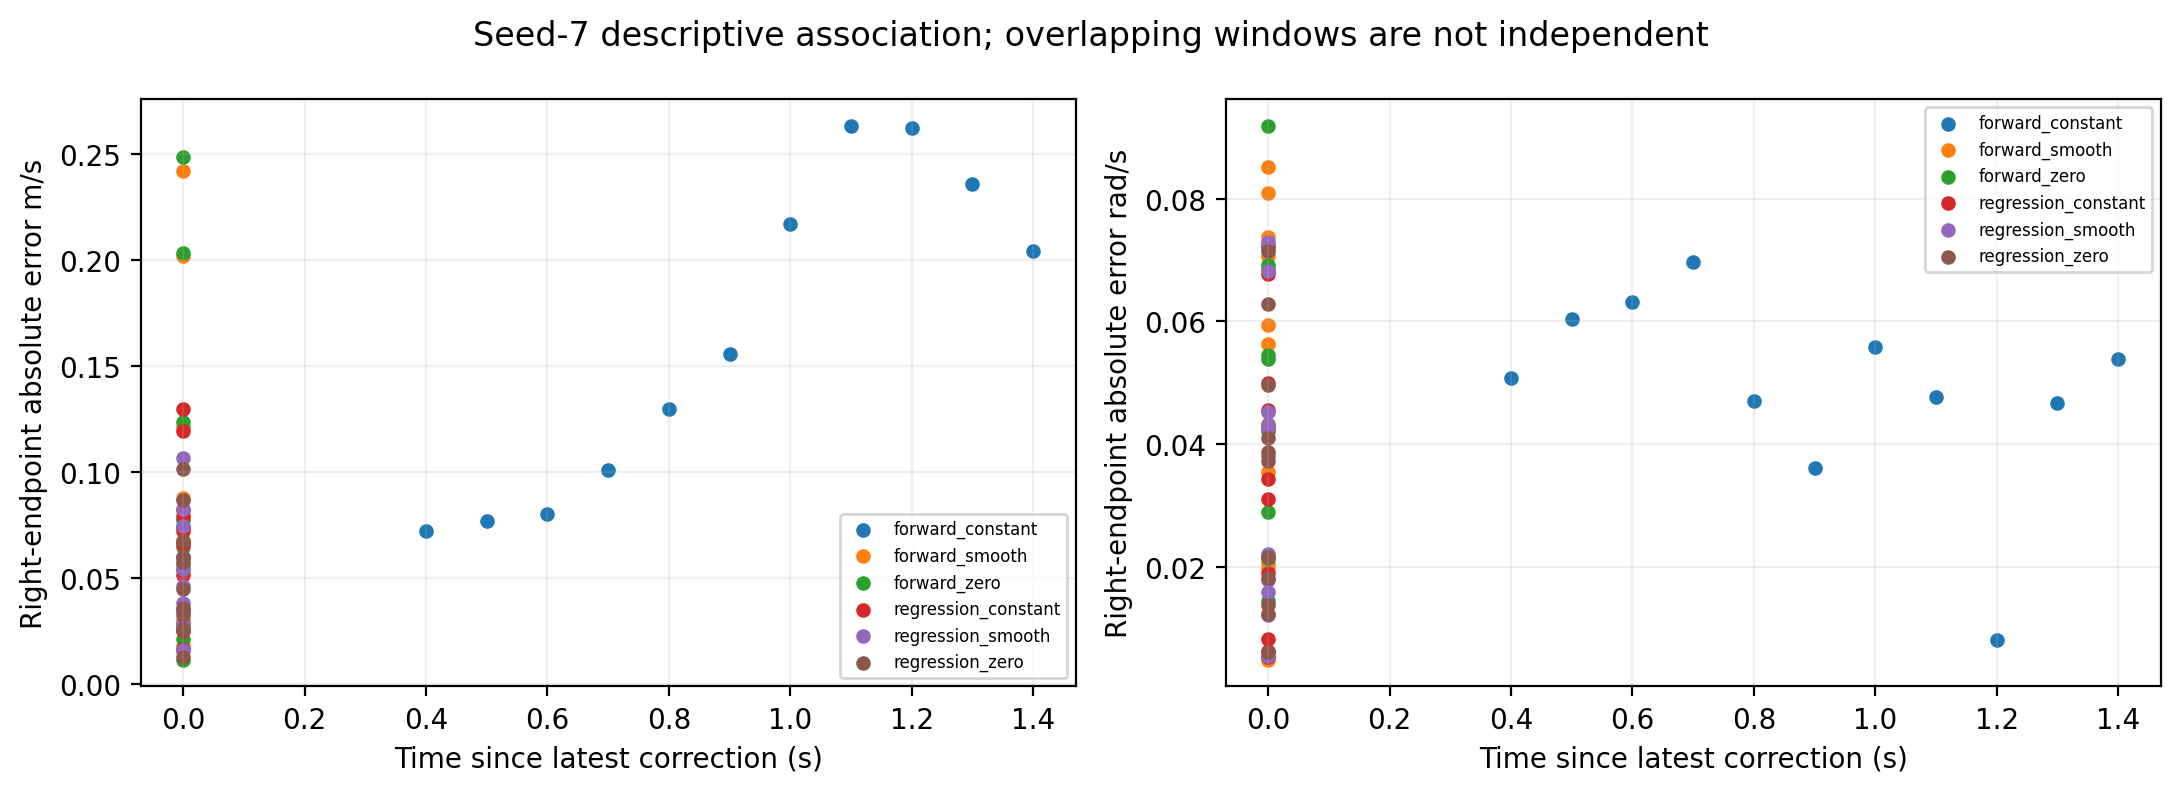 Seed-7 descriptive association; overlapping windows are not independent
Right-endpoint absolute error m/s
0.25
0.20
0.15
0.10
0.05
0.00
0.0 0.2 0.4 0.6 0.8 1.0 1.2 1.4
Time since latest correction (s)
forward_constant
forward_smooth
forward_zero
regression_constant
regression_smooth
regression_zero
Right-endpoint absolute error rad/s
0.08
0.06
0.04
0.02
0.0 0.2 0.4 0.6 0.8 1.0 1.2 1.4
Time since latest correction (s)
forward_constant
forward_smooth
forward_zero
regression_constant
regression_smooth
regression_zero